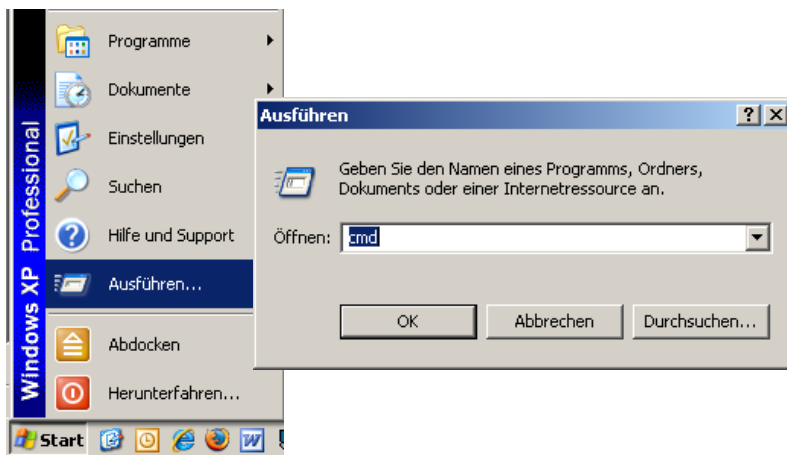 Programme
Dokumente
Einstellungen
Suchen
Hilfe und Support
Ausführen...
Abdocken
Herunterfahren...
Windows XP Professional
Start
Ausführen
Geben Sie den Namen eines Programms, Ordners,
Dokuments oder einer Internetressource an.
Öffnen: cmd
OK Abbrechen Durchsuchen...